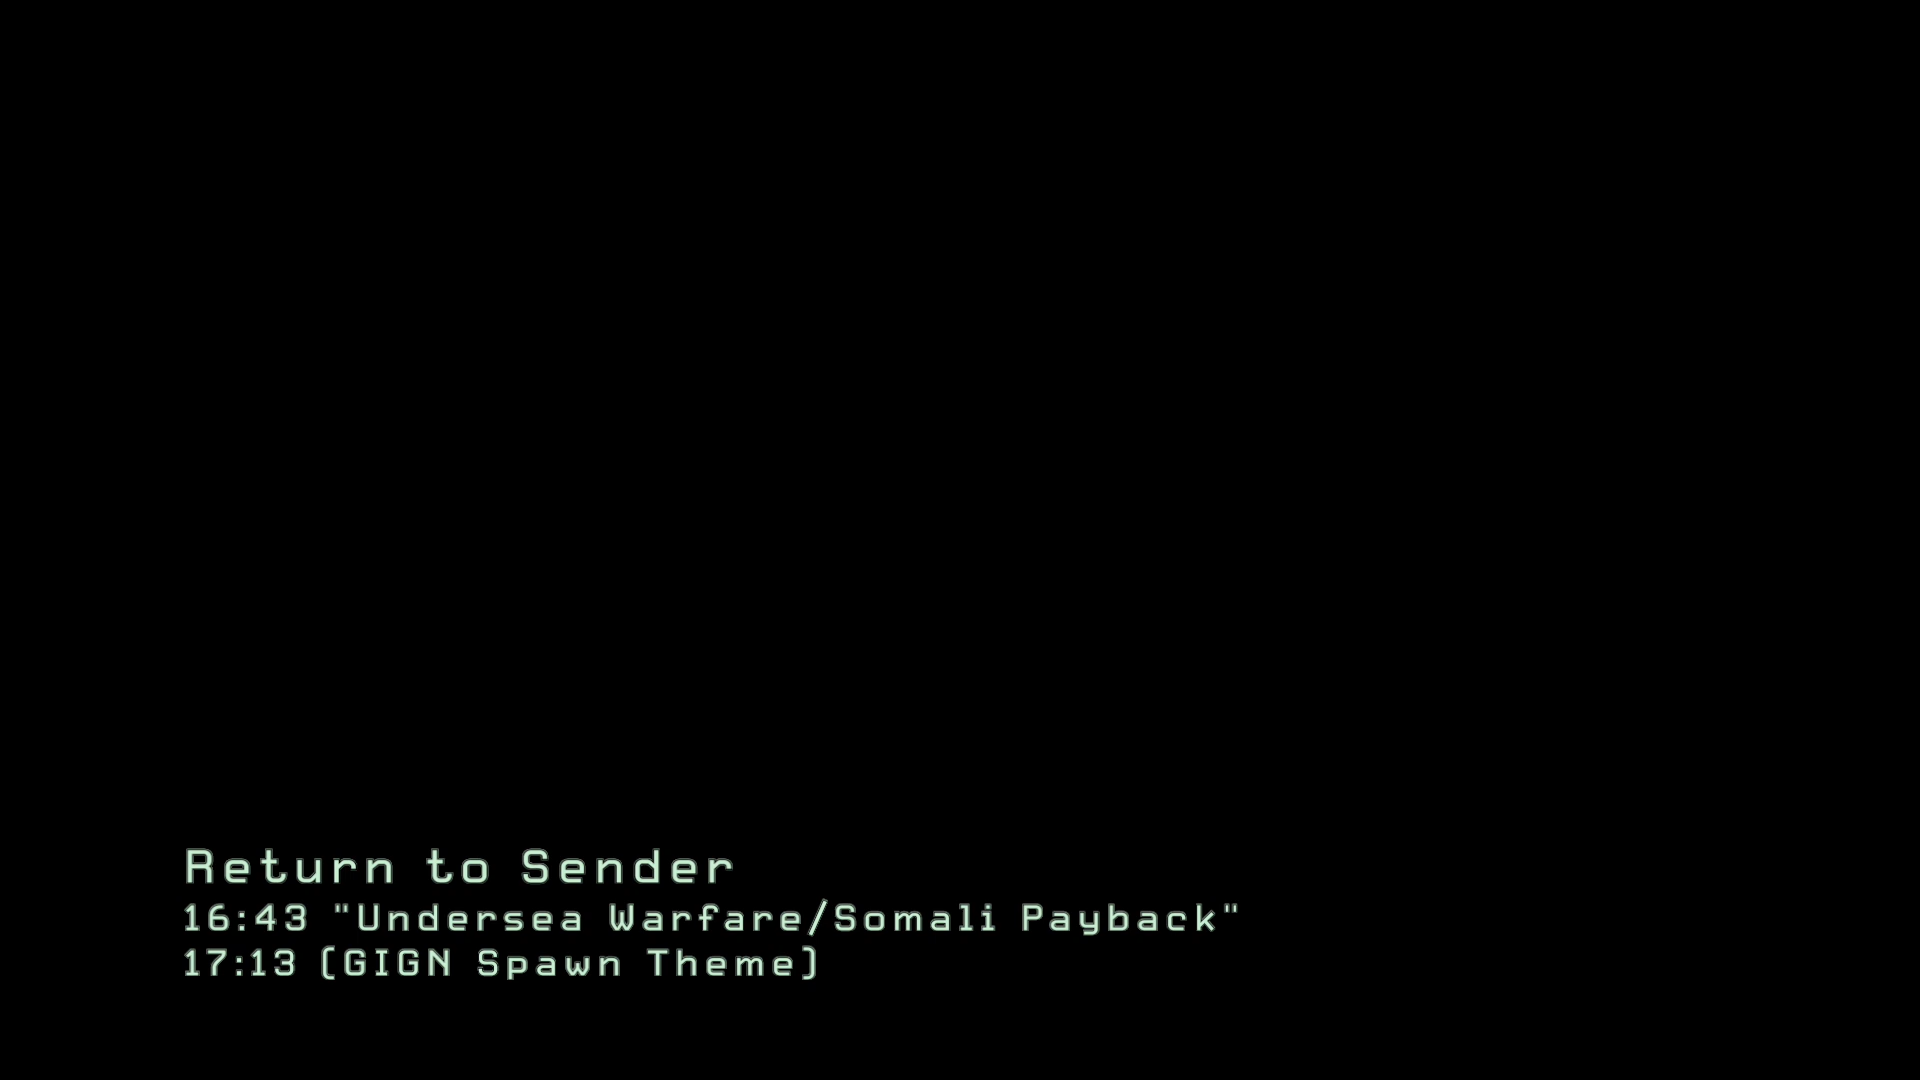 Return to Sender
16:43 "Undersea Warfare/Somali Payback"
17:13 (GIGN Spawn Theme)